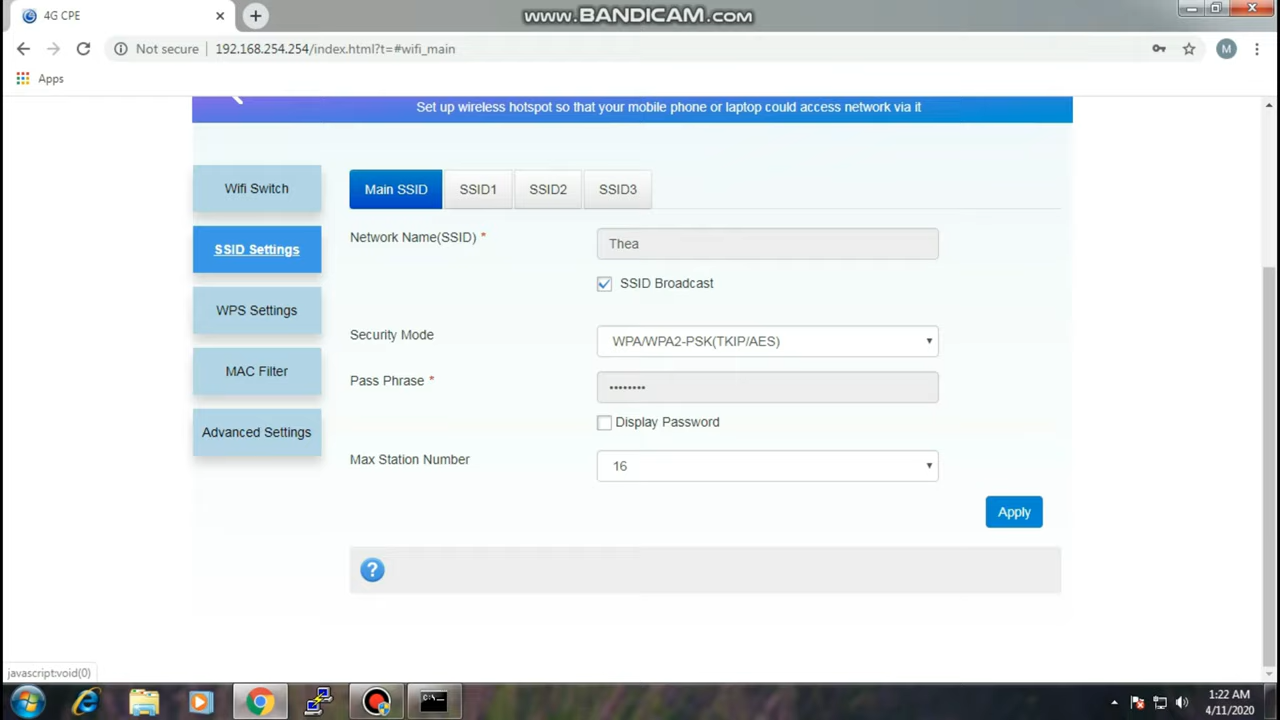 4G CPE
www.BANDICAM.com
Not secure
192.168.254.254/index.html?t=#wifi_main
M
Apps
Set up wireless hotspot so that your mobile phone or laptop could access network via it
Wifi Switch
SSID Settings
WPS Settings
MAC Filter
Advanced Settings
Main SSID SSID1 SSID2 SSID3
Network Name(SSID) * Thea
SSID Broadcast
Security Mode WPA/WPA2-PSK(TKIP/AES)
Pass Phrase * ••••••••
Display Password
Max Station Number 16
Apply
?
javascript:void(0)
1:22 AM
4/11/2020